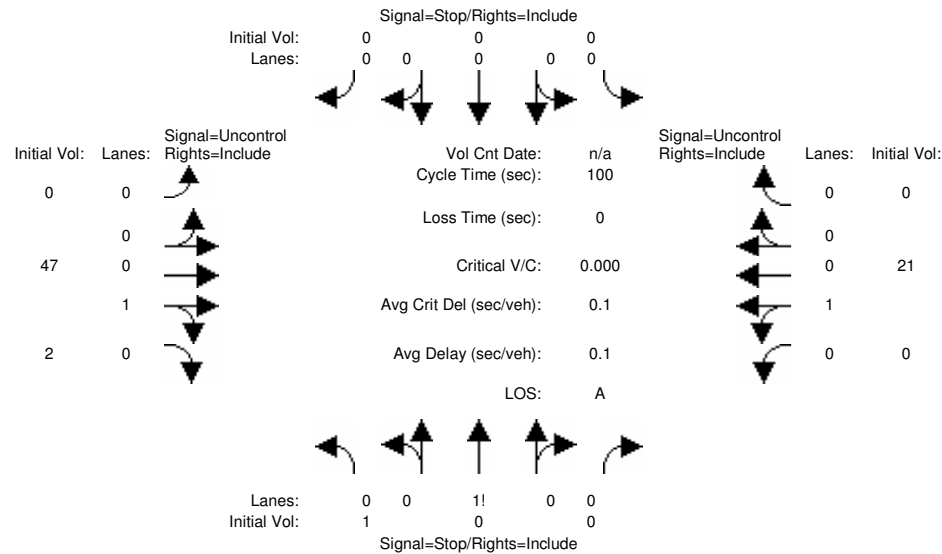 Signal=Stop/Rights=Include
Initial Vol: 0 0 0
Lanes: 0 0 0 0 0
Signal=Uncontrol
Initial Vol: Lanes: Rights=Include
Vol Cnt Date: n/a
Signal=Uncontrol
Rights=Include Lanes: Initial Vol:
Cycle Time (sec): 100
0 0
0 0
Loss Time (sec): 0
0
0
47 0
Critical V/C: 0.000
0 21
1
Avg Crit Del (sec/veh): 0.1
1
2 0
Avg Delay (sec/veh): 0.1
0 0
LOS: A
Lanes: 0 0 1! 0 0
Initial Vol: 1 0 0
Signal=Stop/Rights=Include